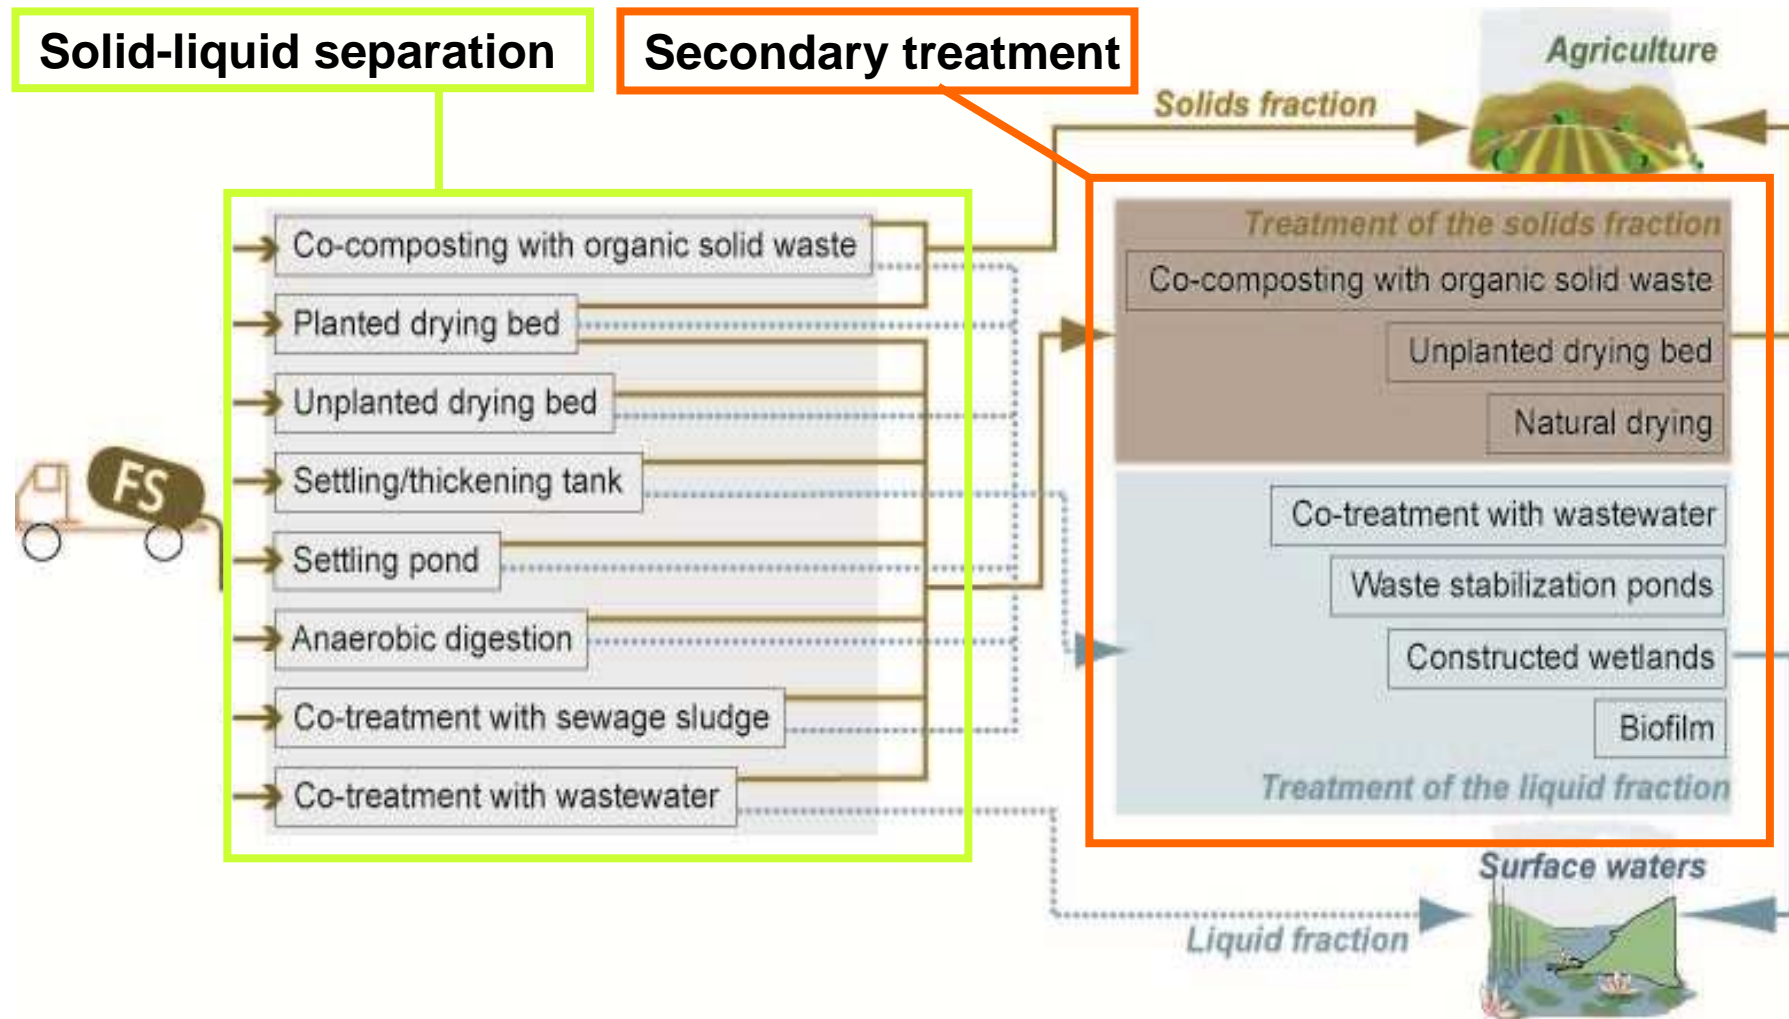 Solid-liquid separation
Secondary treatment
Agriculture
Solids fraction
Co-composting with organic solid waste
Planted drying bed
Unplanted drying bed
Settling/thickening tank
Settling pond
Anaerobic digestion
Co-treatment with sewage sludge
Co-treatment with wastewater
FS
Treatment of the solids fraction
Co-composting with organic solid waste
Unplanted drying bed
Natural drying
Co-treatment with wastewater
Waste stabilization ponds
Constructed wetlands
Biofilm
Treatment of the liquid fraction
Surface waters
Liquid fraction